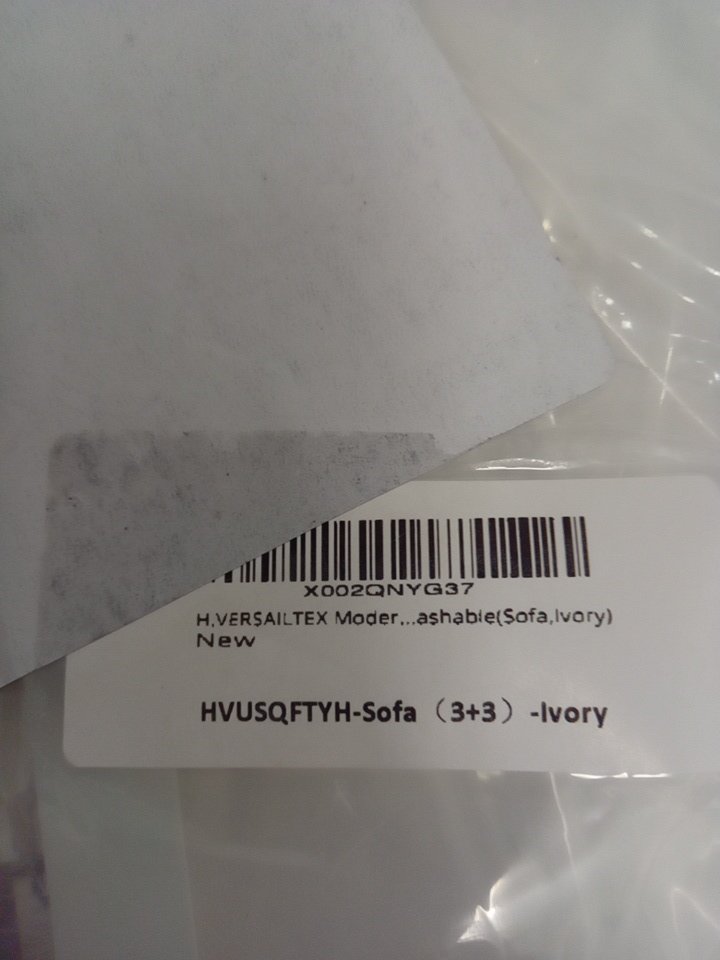 X002QNYG37
H.VERSAILTEX Moder...ashable(Sofa,Ivory)
New
HVUSQFTYH-Sofa（3+3）-Ivory